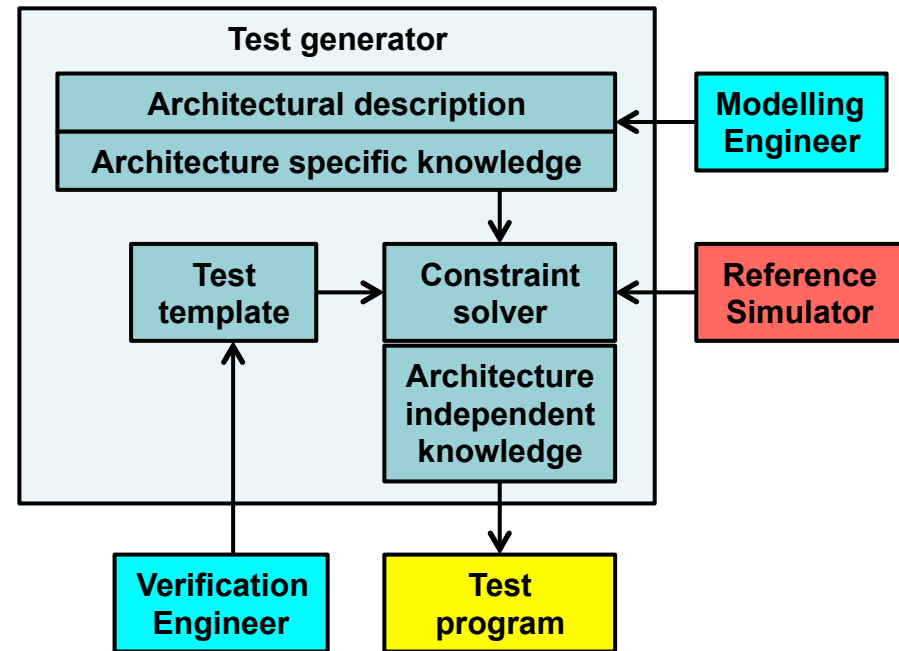 Test generator
Architectural description
Architecture specific knowledge
Modelling
Engineer
Test
template
Constraint
solver
Reference
Simulator
Architecture
independent
knowledge
Verification
Engineer
Test
program